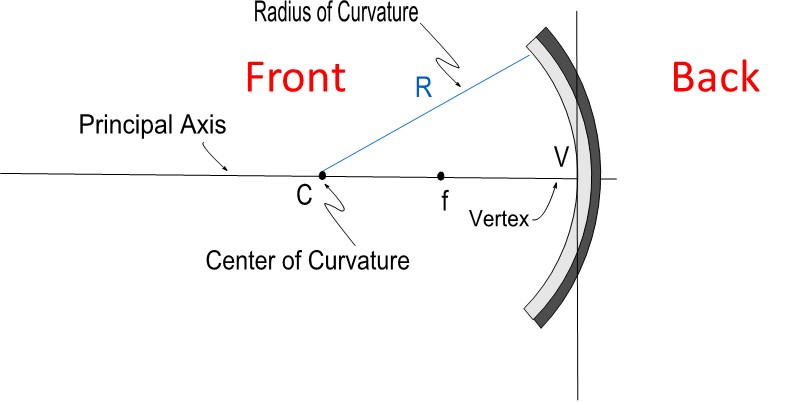 Radius of Curvature
Front
R
Back
Principal Axis
V
C
f
Vertex
Center of Curvature